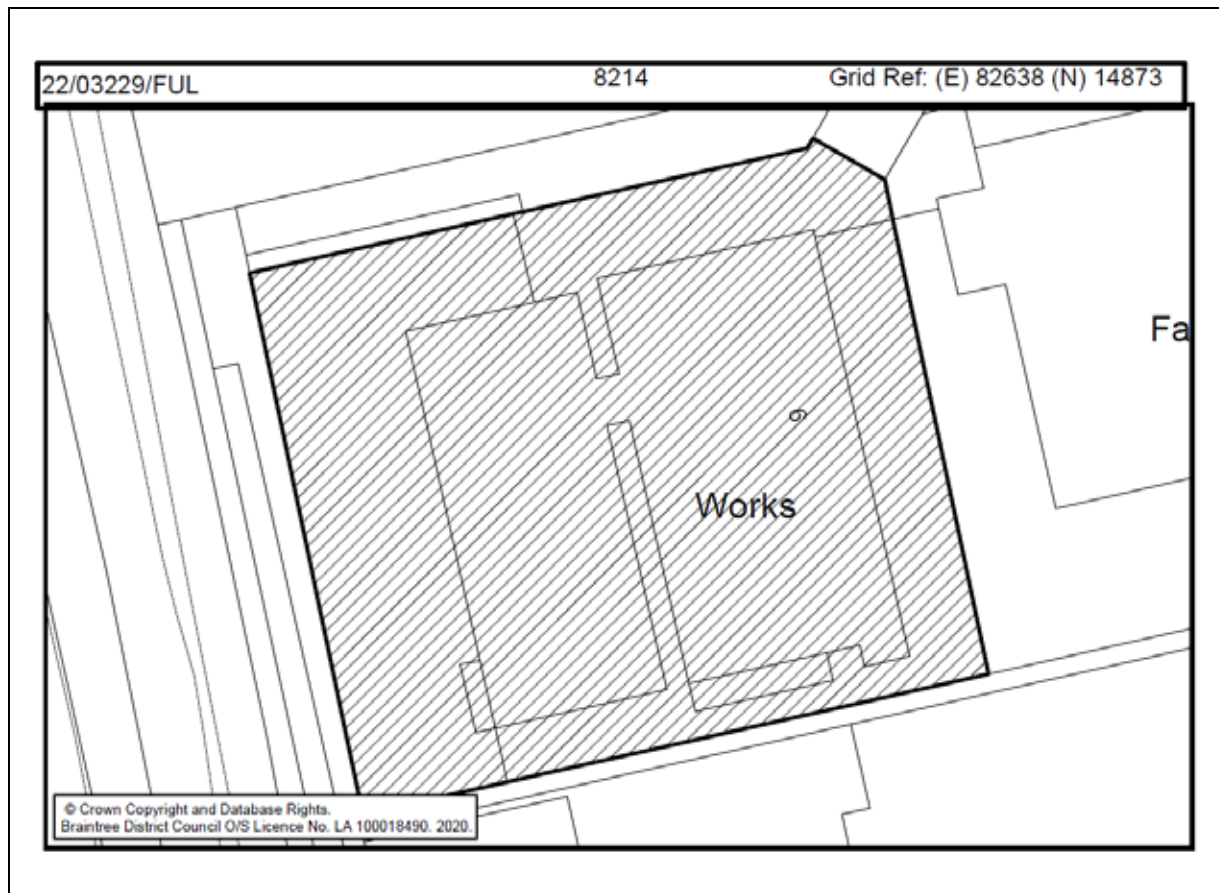 22/03229/FUL 8214 Grid Ref: (E) 82638 (N) 14873
Fa
9
Works
© Crown Copyright and Database Rights.
Braintree District Council O/S Licence No. LA 100018490. 2020.